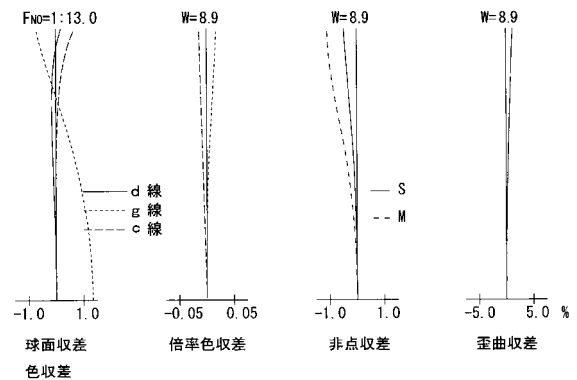 FNO=1:13.0
W=8.9
W=8.9
W=8.9
d 線
g 線
c 線
S
M
-1.0 1.0
-0.05 0.05
-1.0 1.0
-5.0 5.0 %
球面収差
色収差
倍率色収差
非点収差
歪曲収差